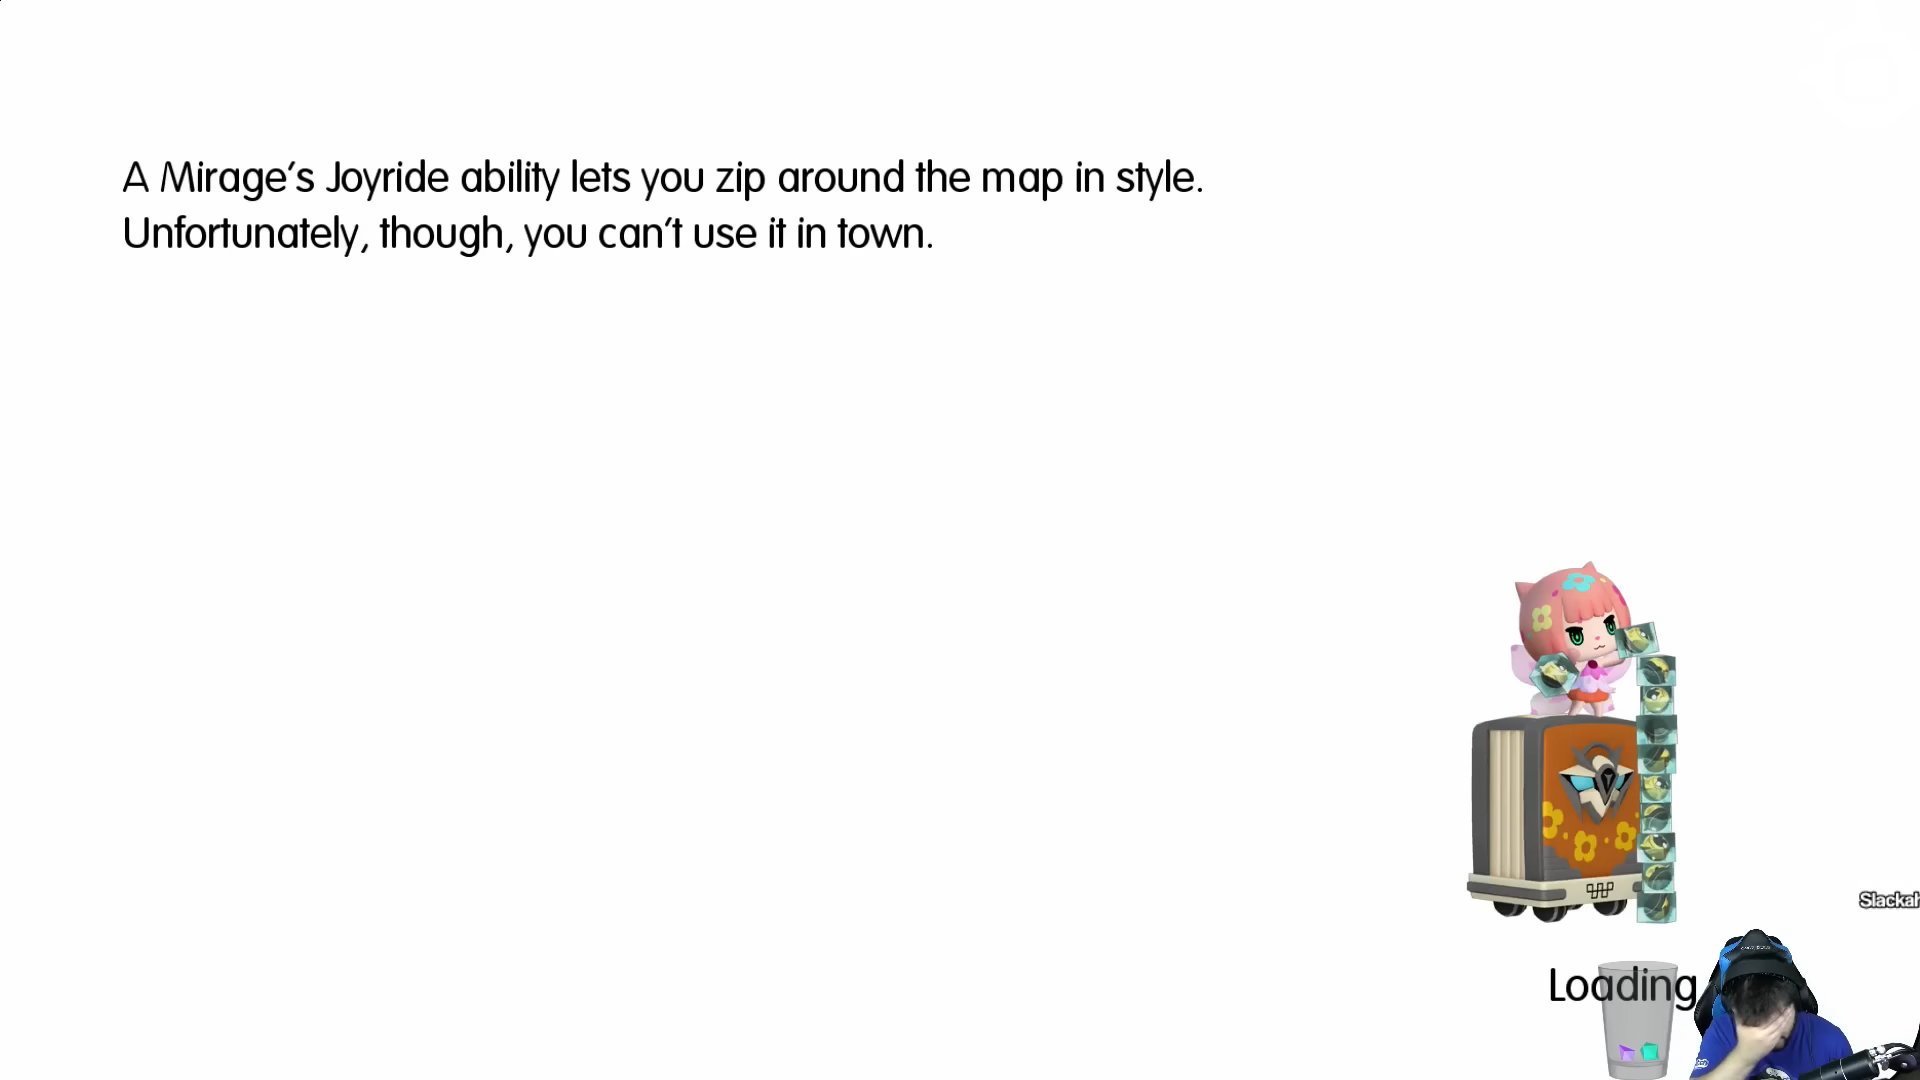 A Mirage's Joyride ability lets you zip around the map in style.
Unfortunately, though, you can't use it in town.
Slackah
Loading